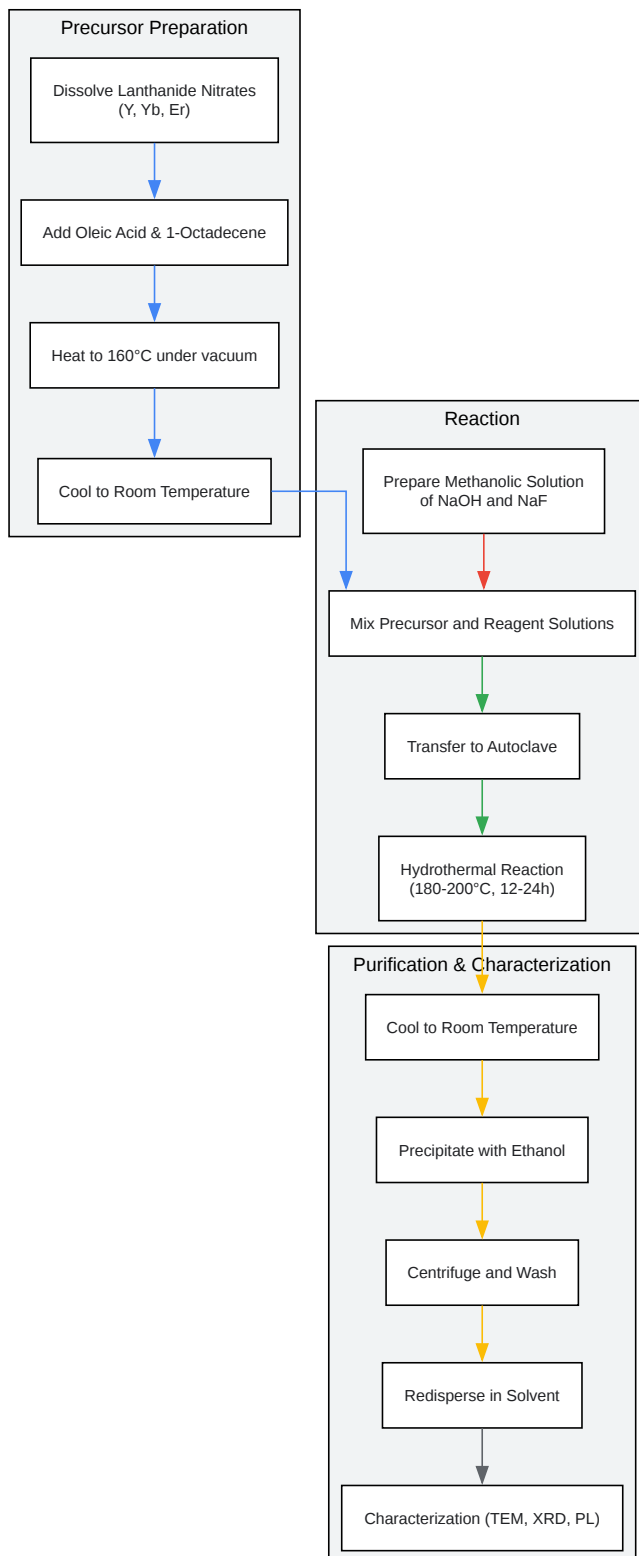 Precursor Preparation
Dissolve Lanthanide Nitrates
(Y, Yb, Er)
Add Oleic Acid & 1-Octadecene
Heat to 160°C under vacuum
Cool to Room Temperature
Reaction
Prepare Methanolic Solution
of NaOH and NaF
Mix Precursor and Reagent Solutions
Transfer to Autoclave
Hydrothermal Reaction
(180-200°C, 12-24h)
Purification & Characterization
Cool to Room Temperature
Precipitate with Ethanol
Centrifuge and Wash
Redisperse in Solvent
Characterization (TEM, XRD, PL)